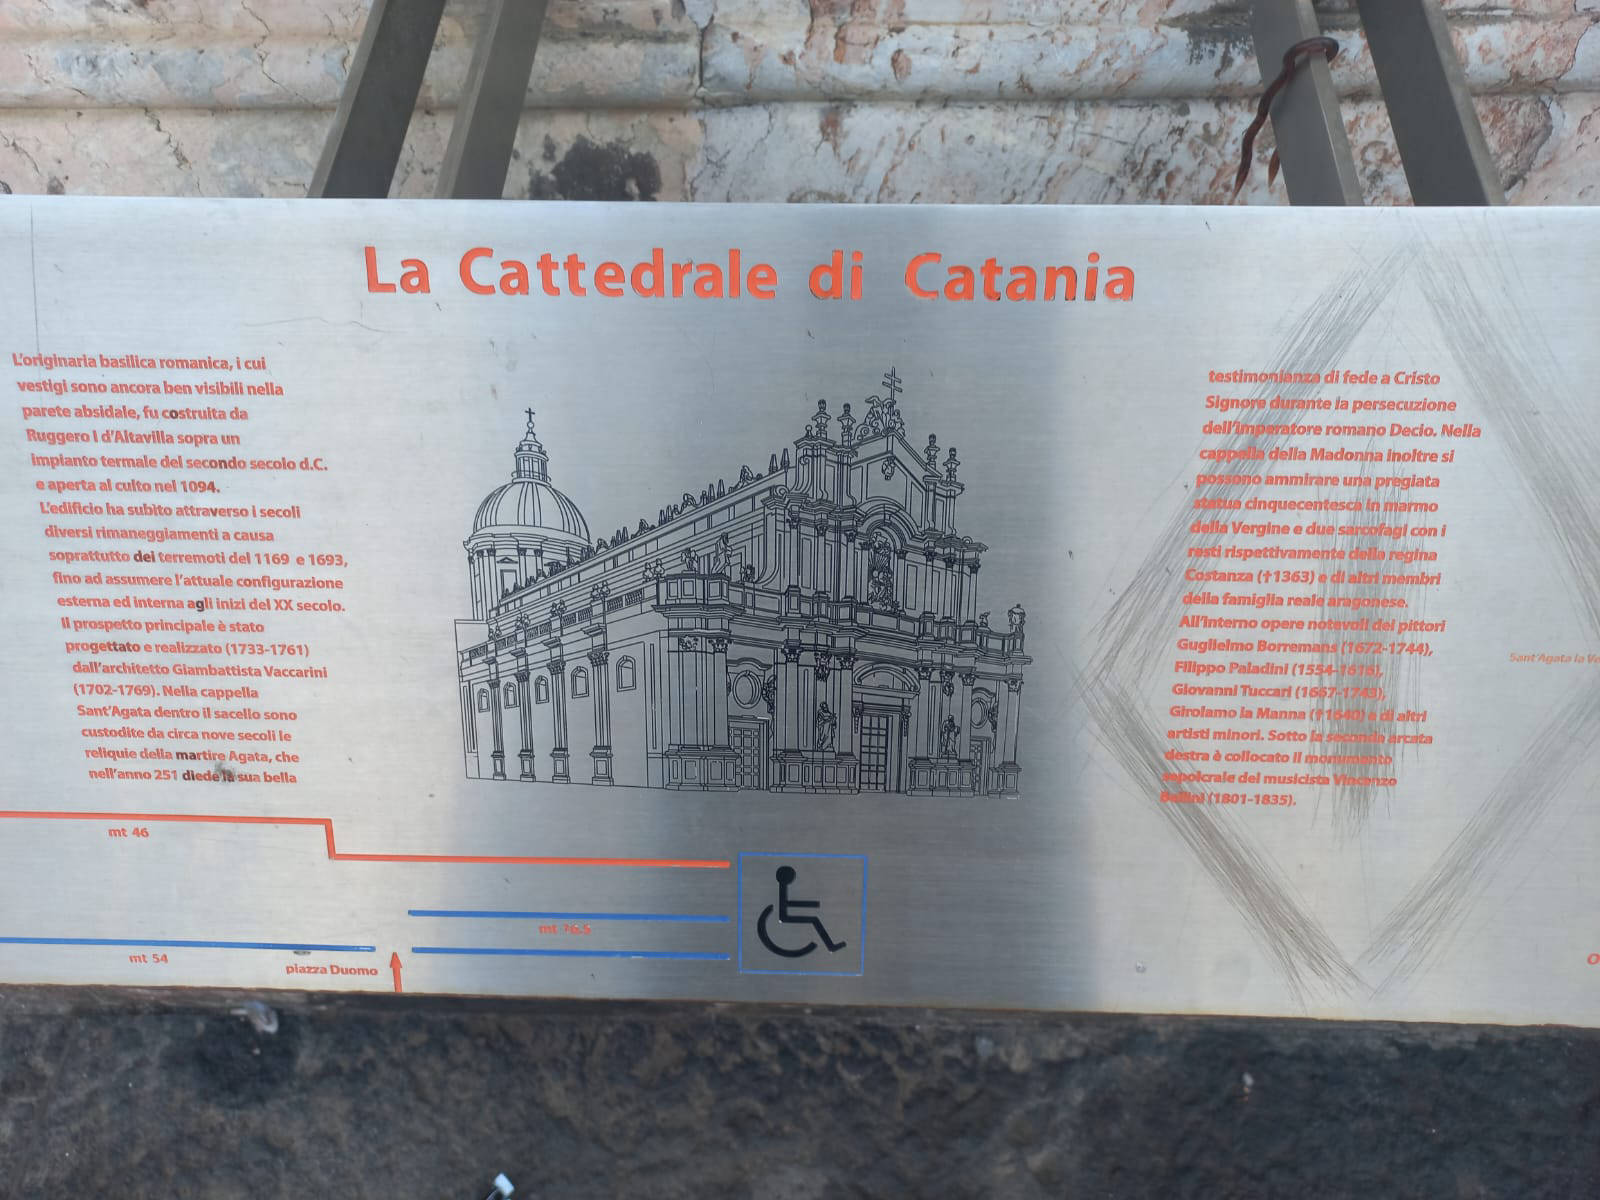 La Cattedrale di Catania
L'originaria basilica romanica, i cui
vestigi sono ancora ben visibili nella
parete absidale, fu costruita da
Ruggero I d'Altavilla sopra un
impianto termale del secondo secolo d.C.
e aperta al culto nel 1094.
L'edificio ha subìto attraverso i secoli
diversi rimaneggiamenti a causa
soprattutto dei terremoti del 1169 e 1693,
fino ad assumere l'attuale configurazione
esterna ed interna agli inizi del XX secolo.
Il prospetto principale è stato
progettato e realizzato (1733-1761)
dall'architetto Giambattista Vaccarini
(1702-1769). Nella cappella
Sant'Agata dentro il sacello sono
custodite da circa nove secoli le
reliquie della martire Agata, che
nell'anno 251 diede la sua bella
testimonianza di fede a Cristo
Signore durante la persecuzione
dell'imperatore romano Decio. Nella
cappella della Madonna inoltre si
possono ammirare una pregiata
statua cinquecentesca in marmo
della Vergine e due sarcofagi con i
resti rispettivamente della regina
Costanza (†1363) e di altri membri
della famiglia reale aragonese.
All'interno opere notevoli dei pittori
Guglielmo Borremans (1672-1744),
Filippo Paladini (1554-1616),
Giovanni Tuccari (1667-1743),
Girolamo la Manna (†1640) e di altri
artisti minori. Sotto la seconda arcata
destra è collocato il monumento
sepolcrale del musicista Vincenzo
Bellini (1801-1835).
Sant'Agata la Ve
mt 46
mt 76.5
mt 54
piazza Duomo
O